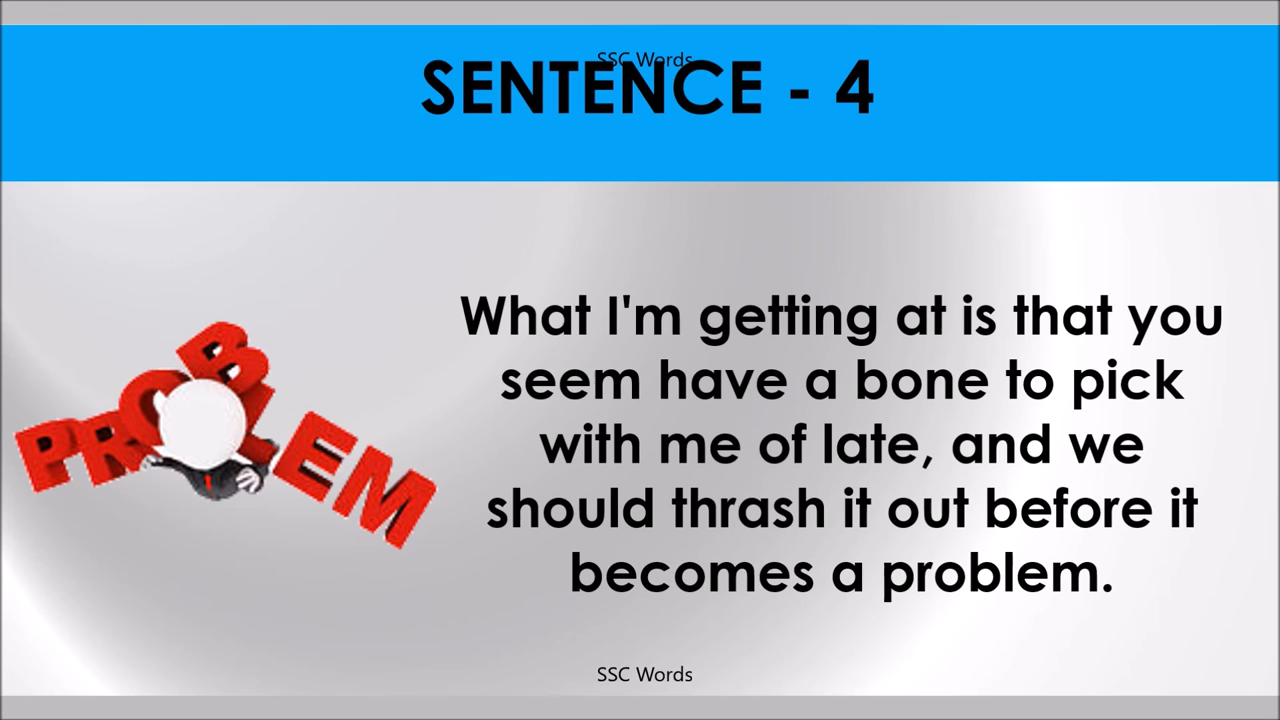 SSC Words
SENTENCE - 4
PROBLEM
What I'm getting at is that you
seem have a bone to pick
with me of late, and we
should thrash it out before it
becomes a problem.
SSC Words